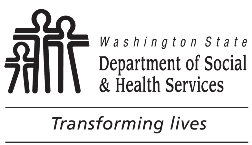 Washington State
Department of Social
& Health Services
Transforming lives